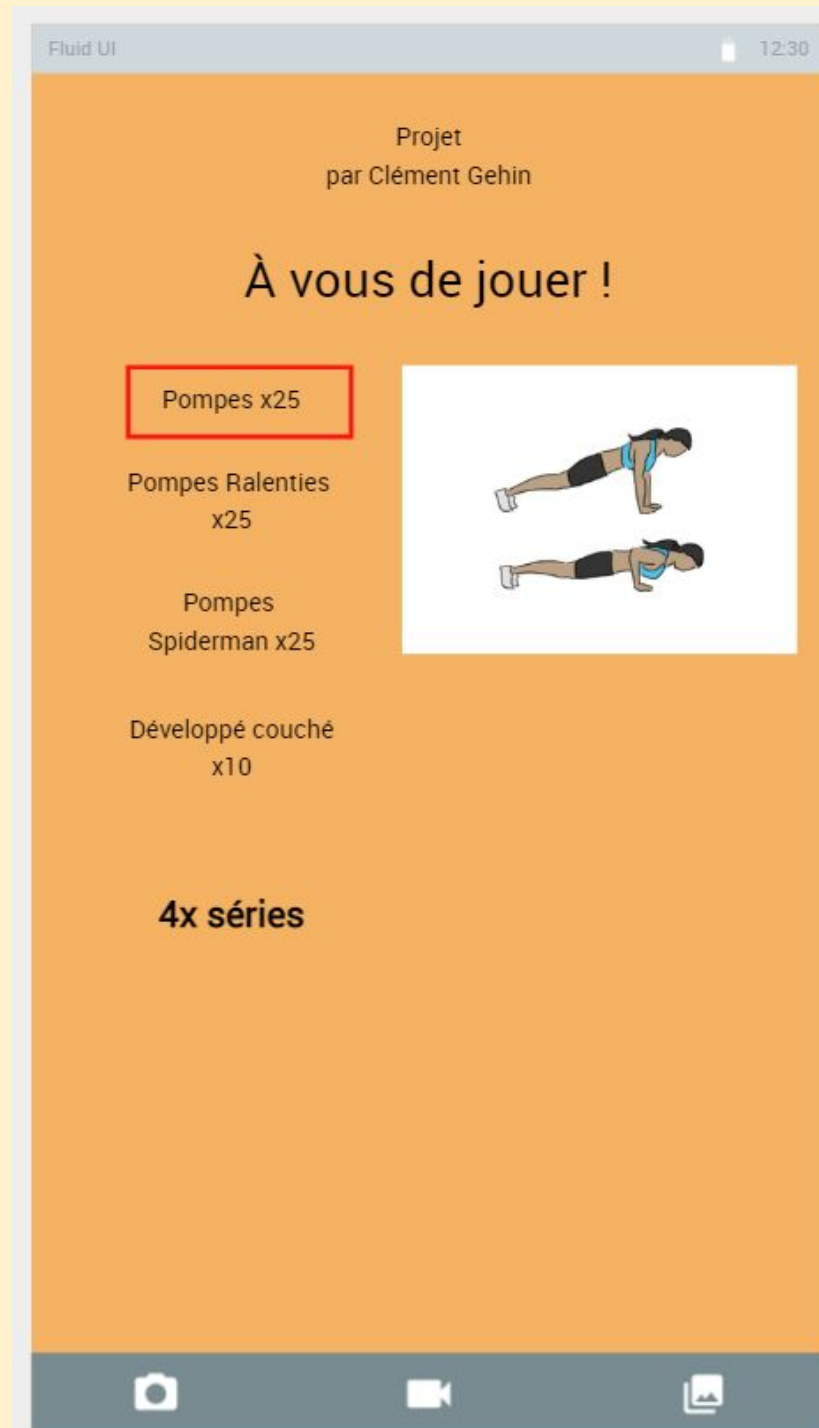 Fluid UI 12:30
Projet
par Clément Gehin
À vous de jouer !
Pompes x25
Pompes Ralenties
x25
Pompes
Spiderman x25
Développé couché
x10
4x séries